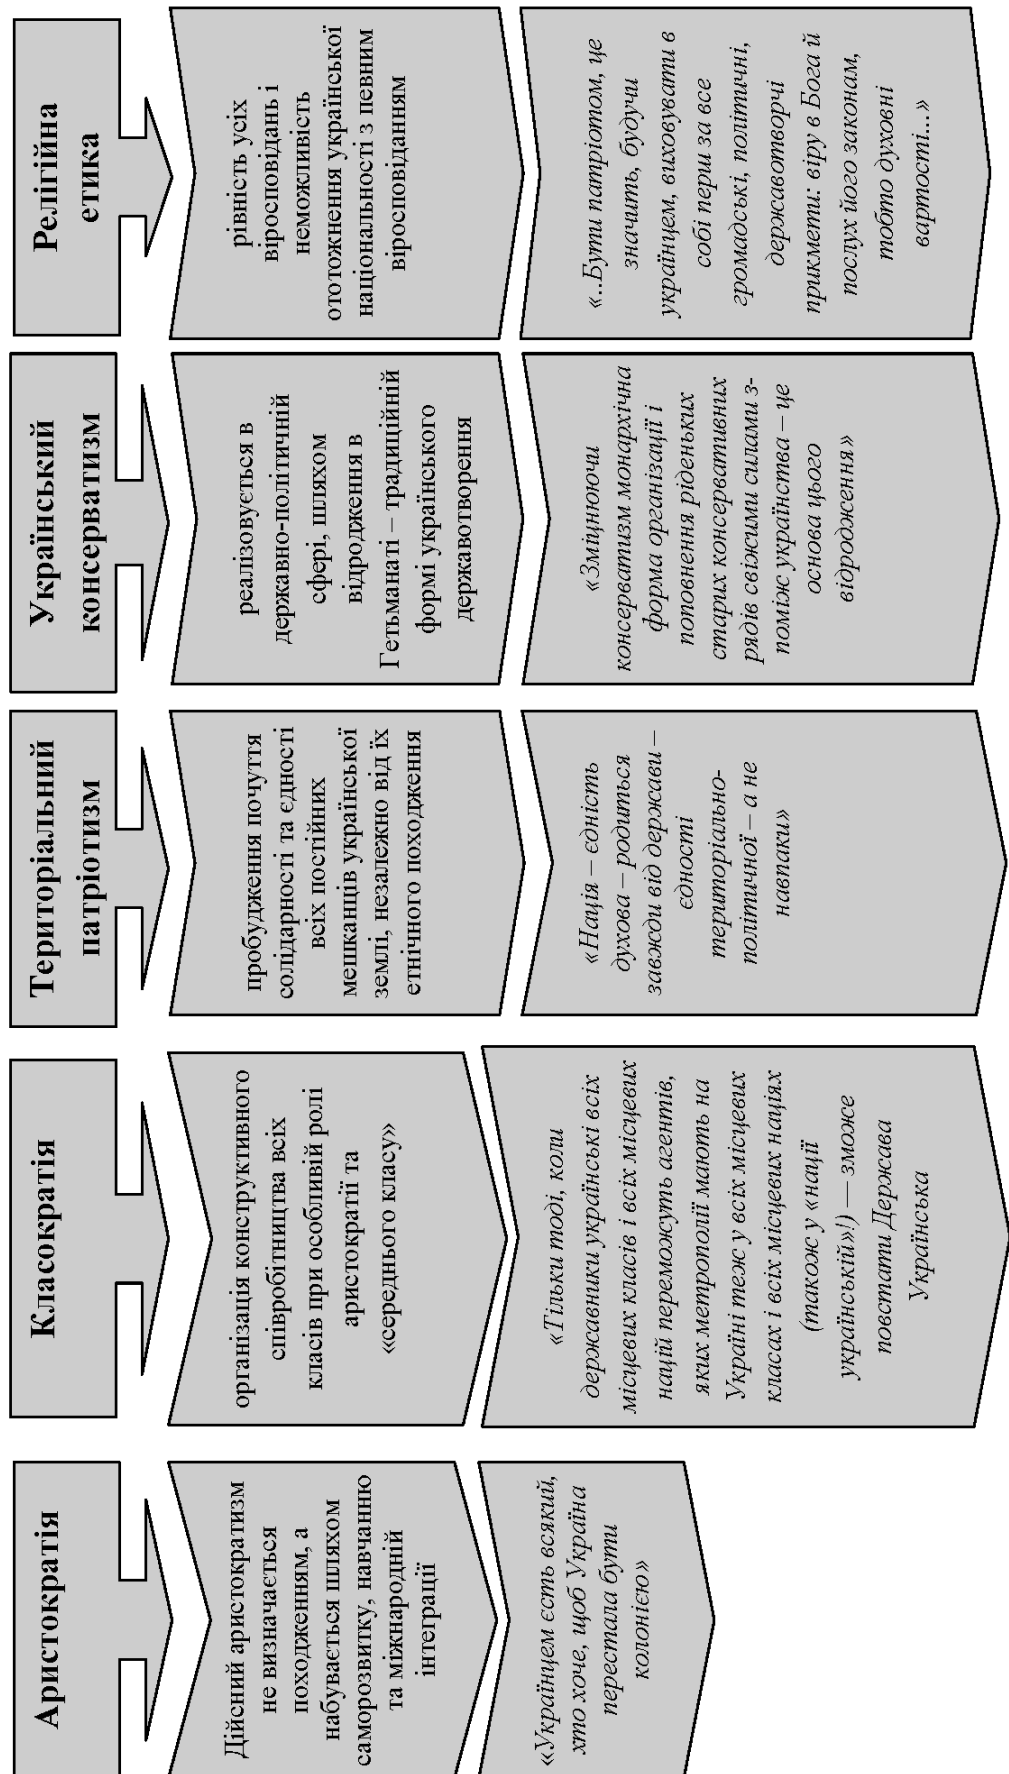 Аристократія
Дійсний аристократизм
не визначається
походженням, а
набувається шляхом
саморозвитку, навчанню
та міжнародній
інтеграції
«Українцем єсть всякий,
хто хоче, щоб Україна
перестала бути
колонією»
Класократія
організація конструктивного
співробітництва всіх
класів при особливій ролі
аристократії та
«середнього класу»
«Тільки тоді, коли
державники українські всіх
місцевих класів і всіх місцевих
націй переможуть агентів,
яких метрополії мають на
Україні теж у всіх місцевих
класах і всіх місцевих націях
(також у «нації
українській»!) — зможе
повстати Держава
Українська
Територіальний
патріотизм
пробудження почуття
солідарності та єдності
всіх постійних
мешканців української
землі, незалежно від їх
етнічного походження
«Нація – єдність
духова – родиться
завжди від держави –
єдності
територіально-
політичної – а не
навпаки»
Український
консерватизм
реалізовується в
державно-політичній
сфері, шляхом
відродження в
Гетьманаті – традиційній
формі українського
державотворення
«Зміцнюючи
консерватизм монархічна
форма організації і
поповнення ріденьких
старих консервативних
рядів свіжими силами з-
поміж українства – це
основа цього
відродження»
Релігійна
етика
рівність усіх
віросповідань і
неможливість
ототожнення української
національності з певним
віросповіданням
«..Бути патріотом, це
значить, будучи
українцем, виховувати в
собі перш за все
громадські, політичні,
державотворчі
прикмети: віру в Бога й
послух його законам,
тобто духовні
вартості...»